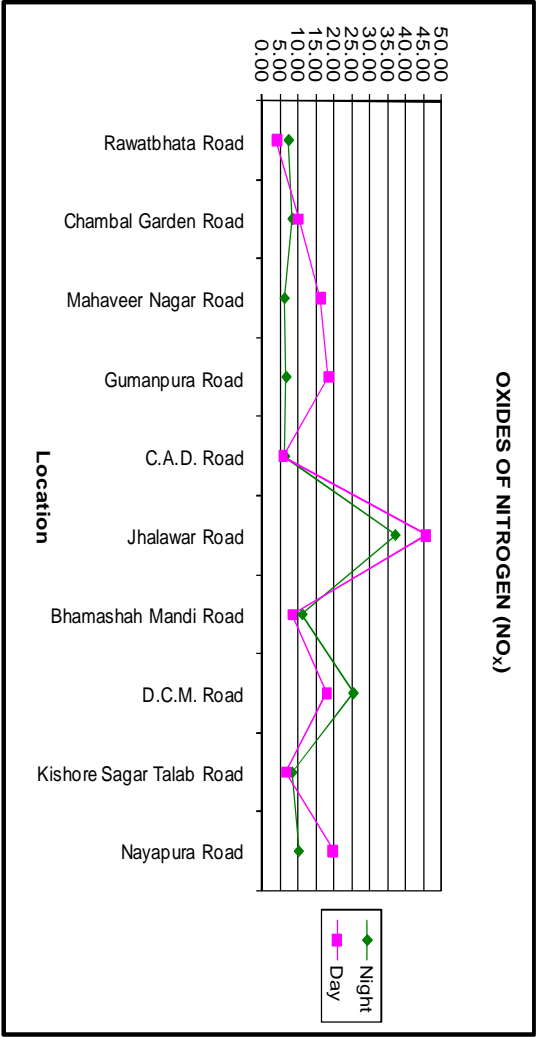 OXIDES OF NITROGEN (NOx)
50.00
45.00
40.00
35.00
30.00
25.00
20.00
15.00
10.00
5.00
0.00
Rawatbhata Road
Chambal Garden Road
Mahaveer Nagar Road
Gumanpura Road
C.A.D. Road
Jhalawar Road
Bhamashah Mandi Road
D.C.M. Road
Kishore Sagar Talab Road
Nayapura Road
Location
Night
Day